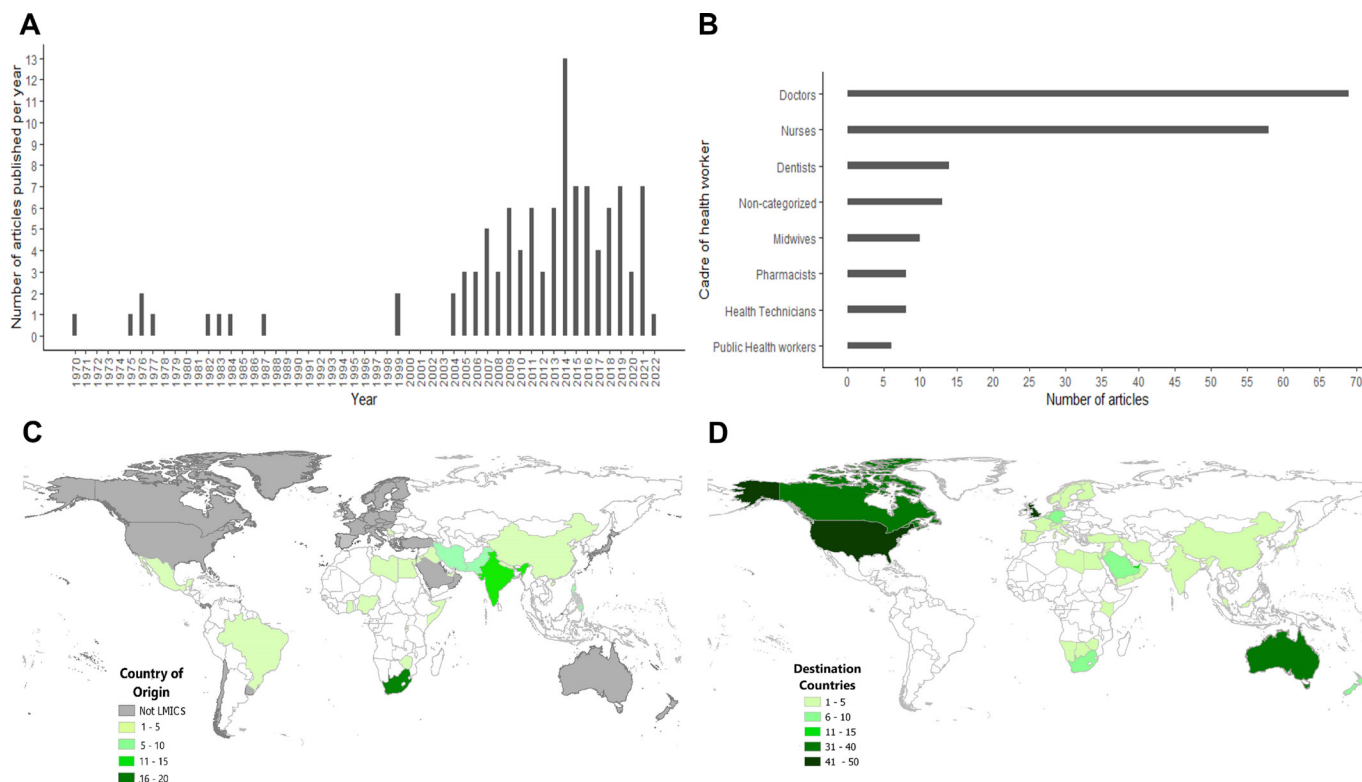 A
Number of articles published per year
13
12
11
10
9
8
7
6
5
4
3
2
1
0
1970
1971
1972
1973
1974
1975
1976
1977
1978
1979
1980
1981
1982
1983
1984
1985
1986
1987
1988
1989
1990
1991
1992
1993
1994
1995
1996
1997
1998
1999
2000
2001
2002
2003
2004
2005
2006
2007
2008
2009
2010
2011
2012
2013
2014
2015
2016
2017
2018
2019
2020
2021
2022
Year
B
Cadre of health worker
Doctors
Nurses
Dentists
Non-categorized
Midwives
Pharmacists
Health Technicians
Public Health workers
0 5 10 15 20 25 30 35 40 45 50 55 60 65 70
Number of articles
C
Country of
Origin
Not LMICs
1 - 5
5 - 10
11 - 15
16 - 20
D
Destination
Countries
1 - 5
6 - 10
11 - 15
31 - 40
41 - 50